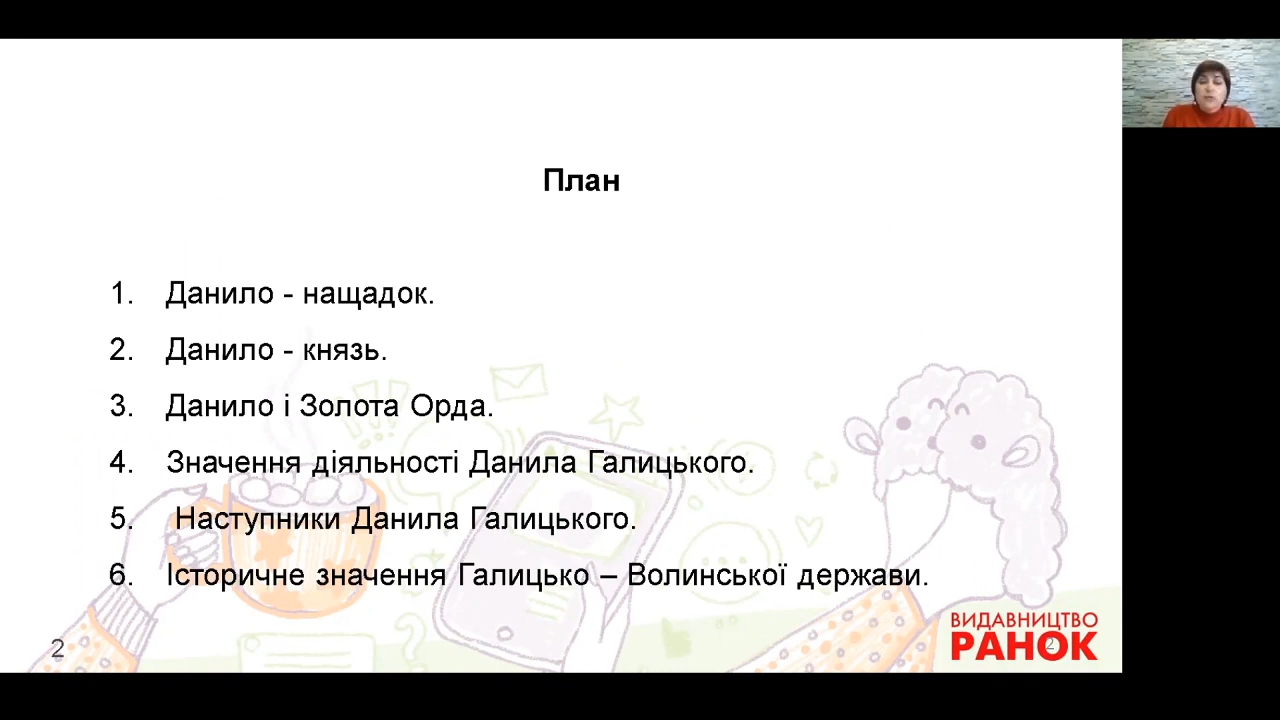 План
1. Данило - нащадок.
2. Данило - князь.
3. Данило і Золота Орда.
4. Значення діяльності Данила Галицького.
5. Наступники Данила Галицького.
6. Історичне значення Галицько – Волинської держави.
2
ВИДАВНИЦТВО
РАНОК
2